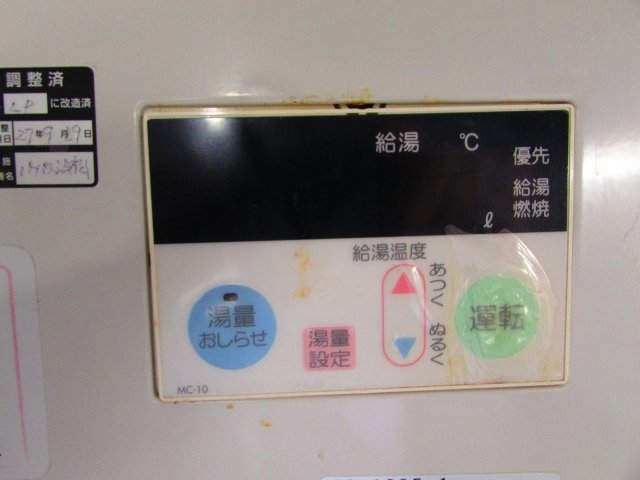 調整済
LP に改造済
27年9月19日
給湯 ℃
優先
給湯
燃焼
ℓ
給湯温度
あつく
ぬるく
湯量
おしらせ
湯量
設定
運転
MC-10